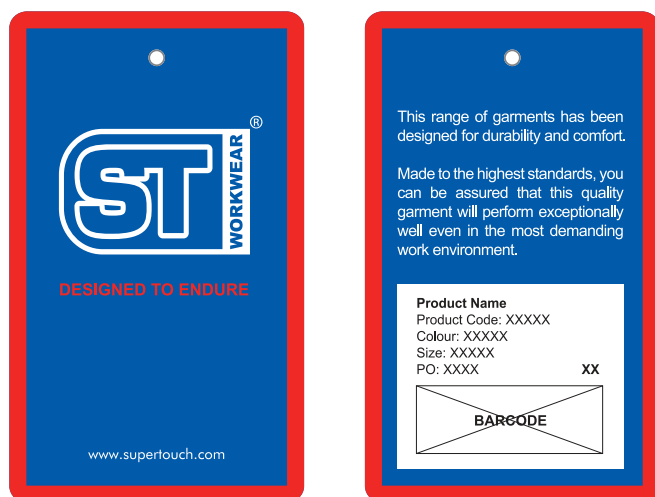 ®
ST
WORKWEAR
DESIGNED TO ENDURE
www.supertouch.com
This range of garments has been
designed for durability and comfort.
Made to the highest standards, you
can be assured that this quality
garment will perform exceptionally
well even in the most demanding
work environment.
Product Name
Product Code: XXXXX
Colour: XXXXX
Size: XXXXX
PO: XXXX XX
BARCODE